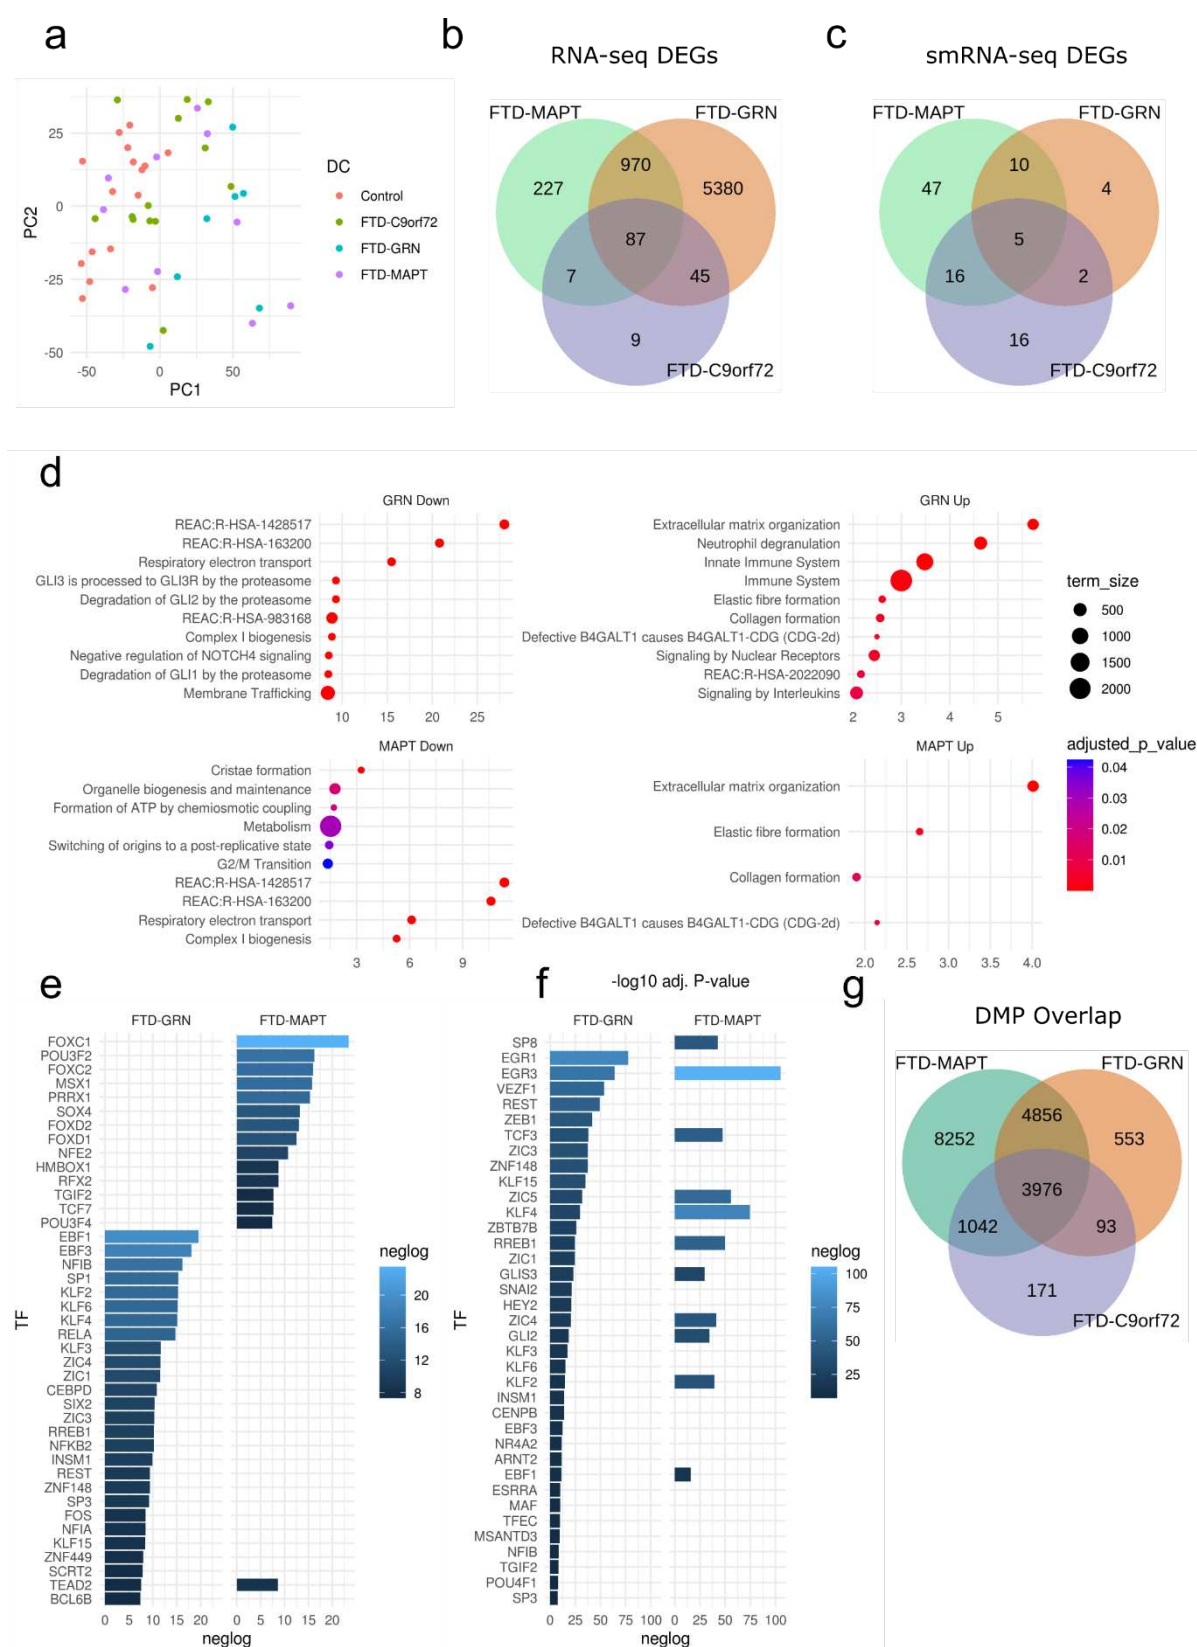 a
25
0
-25
-50
-50
0
50
PC2
PC1
DC
Control
FTD-C9orf72
FTD-GRN
FTD-MAPT
b
RNA-seq DEGs
FTD-MAPT
FTD-GRN
970
227
5380
87
7
45
9
FTD-C9orf72
c
smRNA-seq DEGs
FTD-MAPT
FTD-GRN
10
47
4
5
16
2
16
FTD-C9orf72
d
GRN Down
REAC:R-HSA-1428517
REAC:R-HSA-163200
Respiratory electron transport
GLI3 is processed to GLI3R by the proteasome
Degradation of GLI2 by the proteasome
REAC:R-HSA-983168
Complex I biogenesis
Negative regulation of NOTCH4 signaling
Degradation of GLI1 by the proteasome
Membrane Trafficking
10 15 20 25
GRN Up
Extracellular matrix organization
Neutrophil degranulation
Innate Immune System
Immune System
Elastic fibre formation
Collagen formation
Defective B4GALT1 causes B4GALT1-CDG (CDG-2d)
Signaling by Nuclear Receptors
REAC:R-HSA-2022090
Signaling by Interleukins
2 3 4 5
term_size
500
1000
1500
2000
MAPT Down
Cristae formation
Organelle biogenesis and maintenance
Formation of ATP by chemiosmotic coupling
Metabolism
Switching of origins to a post-replicative state
G2/M Transition
REAC:R-HSA-1428517
REAC:R-HSA-163200
Respiratory electron transport
Complex I biogenesis
3 6 9
MAPT Up
Extracellular matrix organization
Elastic fibre formation
Collagen formation
Defective B4GALT1 causes B4GALT1-CDG (CDG-2d)
2.0 2.5 3.0 3.5 4.0
adjusted_p_value
0.04
0.03
0.02
0.01
-log10 adj. P-value
e
FTD-GRN FTD-MAPT
FOXC1
POU3F2
FOXC2
MSX1
PRRX1
SOX4
FOXD2
FOXD1
NFE2
HMBOX1
RFX2
TGIF2
TCF7
POU3F4
EBF1
EBF3
NFIB
SP1
KLF2
KLF6
KLF4
RELA
KLF3
ZIC4
ZIC1
CEBPD
SIX2
ZIC3
RREB1
NFKB2
INSM1
REST
ZNF148
SP3
FOS
NFIA
KLF15
ZNF449
SCRT2
TEAD2
BCL6B
TF
0 5 10 15 20 0 5 10 15 20
neglog
neglog
20
16
12
8
f
FTD-GRN FTD-MAPT
SP8
EGR1
EGR3
VEZF1
REST
ZEB1
TCF3
ZIC3
ZNF148
KLF15
ZIC5
KLF4
ZBTB7B
RREB1
ZIC1
GLIS3
SNAI2
HEY2
ZIC4
GLI2
KLF3
KLF6
KLF2
INSM1
CENPB
EBF3
NR4A2
ARNT2
EBF1
ESRRA
MAF
TFEC
MSANTD3
NFIB
TGIF2
POU4F1
SP3
TF
0 25 50 75 100 0 25 50 75 100
neglog
neglog
100
75
50
25
g
DMP Overlap
FTD-MAPT
FTD-GRN
4856
8252
553
3976
1042
93
171
FTD-C9orf72